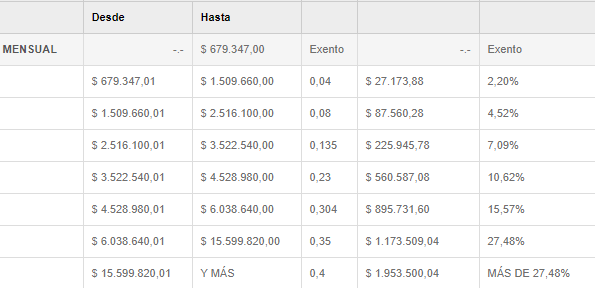 Desde Hasta
MENSUAL -.- $ 679.347,00 Exento -.- Exento
$ 679.347,01 $ 1.509.660,00 0,04 $ 27.173,88 2,20%
$ 1.509.660,01 $ 2.516.100,00 0,08 $ 87.560,28 4,52%
$ 2.516.100,01 $ 3.522.540,00 0,135 $ 225.945,78 7,09%
$ 3.522.540,01 $ 4.528.980,00 0,23 $ 560.587,08 10,62%
$ 4.528.980,01 $ 6.038.640,00 0,304 $ 895.731,60 15,57%
$ 6.038.640,01 $ 15.599.820,00 0,35 $ 1.173.509,04 27,48%
$ 15.599.820,01 Y MÁS 0,4 $ 1.953.500,04 MÁS DE 27,48%